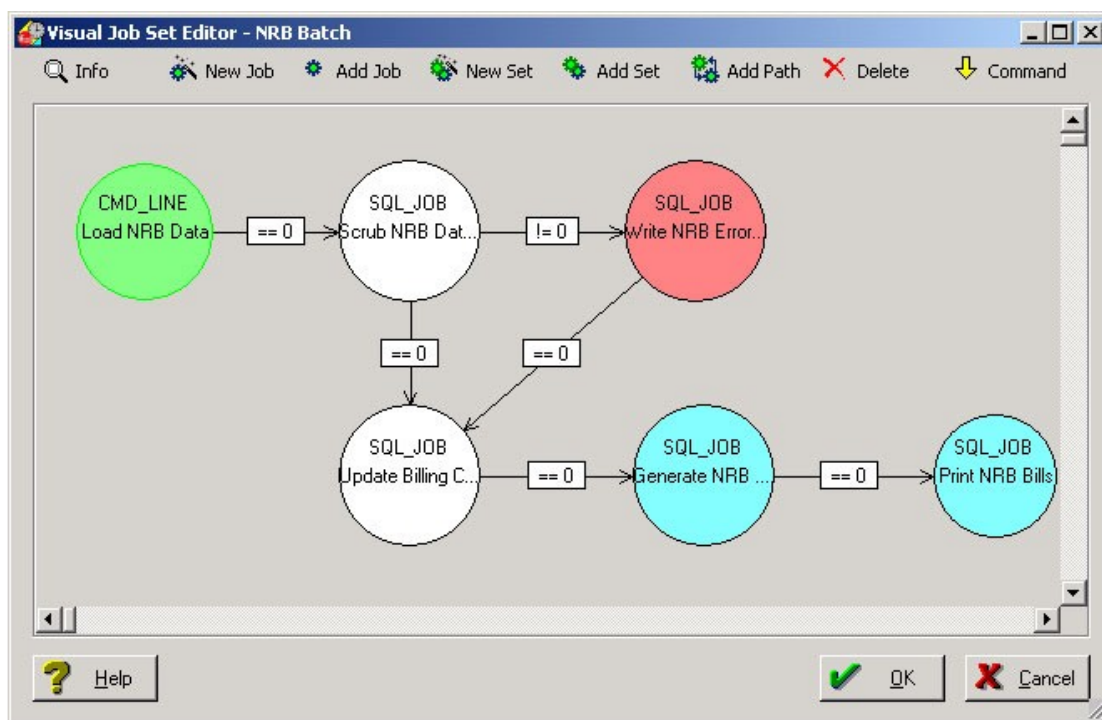 Visual Job Set Editor - NRB Batch
Info New Job Add Job New Set Add Set Add Path Delete Command
CMD_LINE
Load NRB Data
== 0
SQL_JOB
Scrub NRB Dat...
!= 0
SQL_JOB
Write NRB Error...
== 0
== 0
SQL_JOB
Update Billing C...
== 0
SQL_JOB
Generate NRB ...
== 0
SQL_JOB
Print NRB Bills
? Help
OK
Cancel